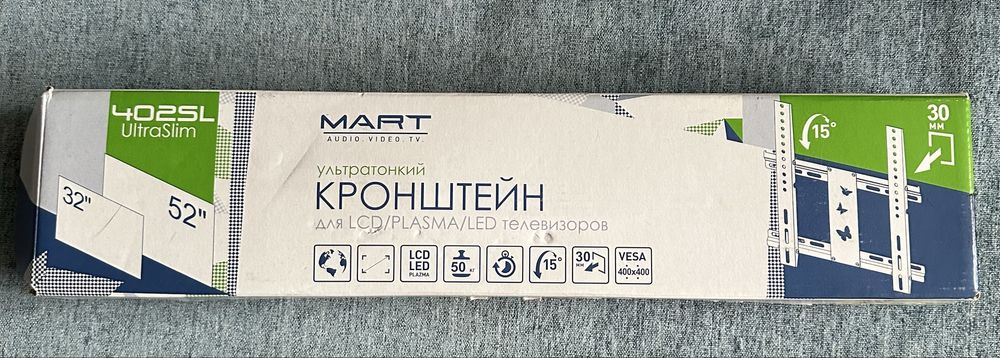 402SL
UltraSlim
32"
52"
MART
AUDIO.VIDEO.TV.
ультратонкий
КРОНШТЕЙН
для LCD/PLASMA/LED телевизоров
LCD
LED
PLAZMA
50 кг
15°
30 мм
VESA
400x400
15°
30
мм